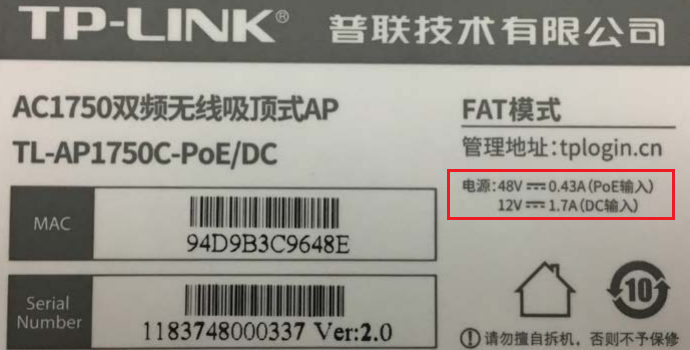 TP-LINK® 普联技术有限公司
AC1750双频无线吸顶式AP
TL-AP1750C-PoE/DC
FAT模式
管理地址:tplogin.cn
电源:48V⎓0.43A(PoE输入)
12V⎓1.7A(DC输入)
MAC
94D9B3C9648E
Serial Number
1183748000337 Ver:2.0
10
请勿擅自拆机，否则不予保修